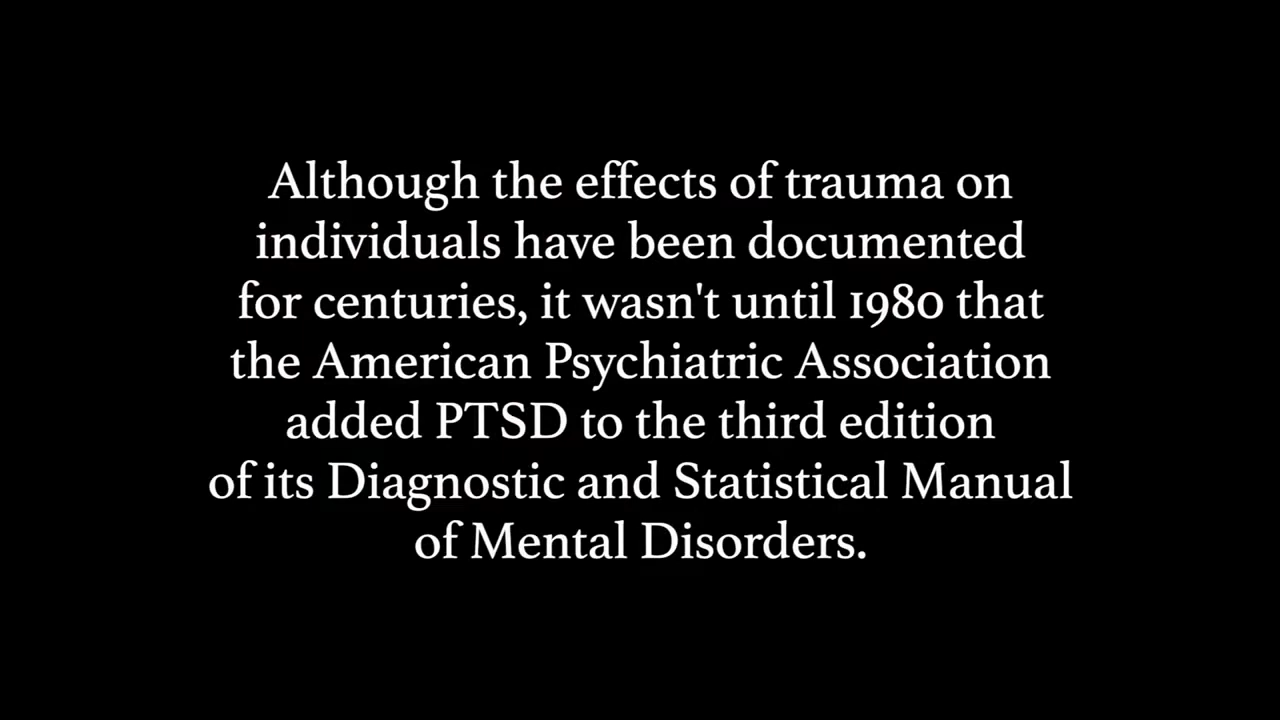 Although the effects of trauma on
individuals have been documented
for centuries, it wasn't until 1980 that
the American Psychiatric Association
added PTSD to the third edition
of its Diagnostic and Statistical Manual
of Mental Disorders.